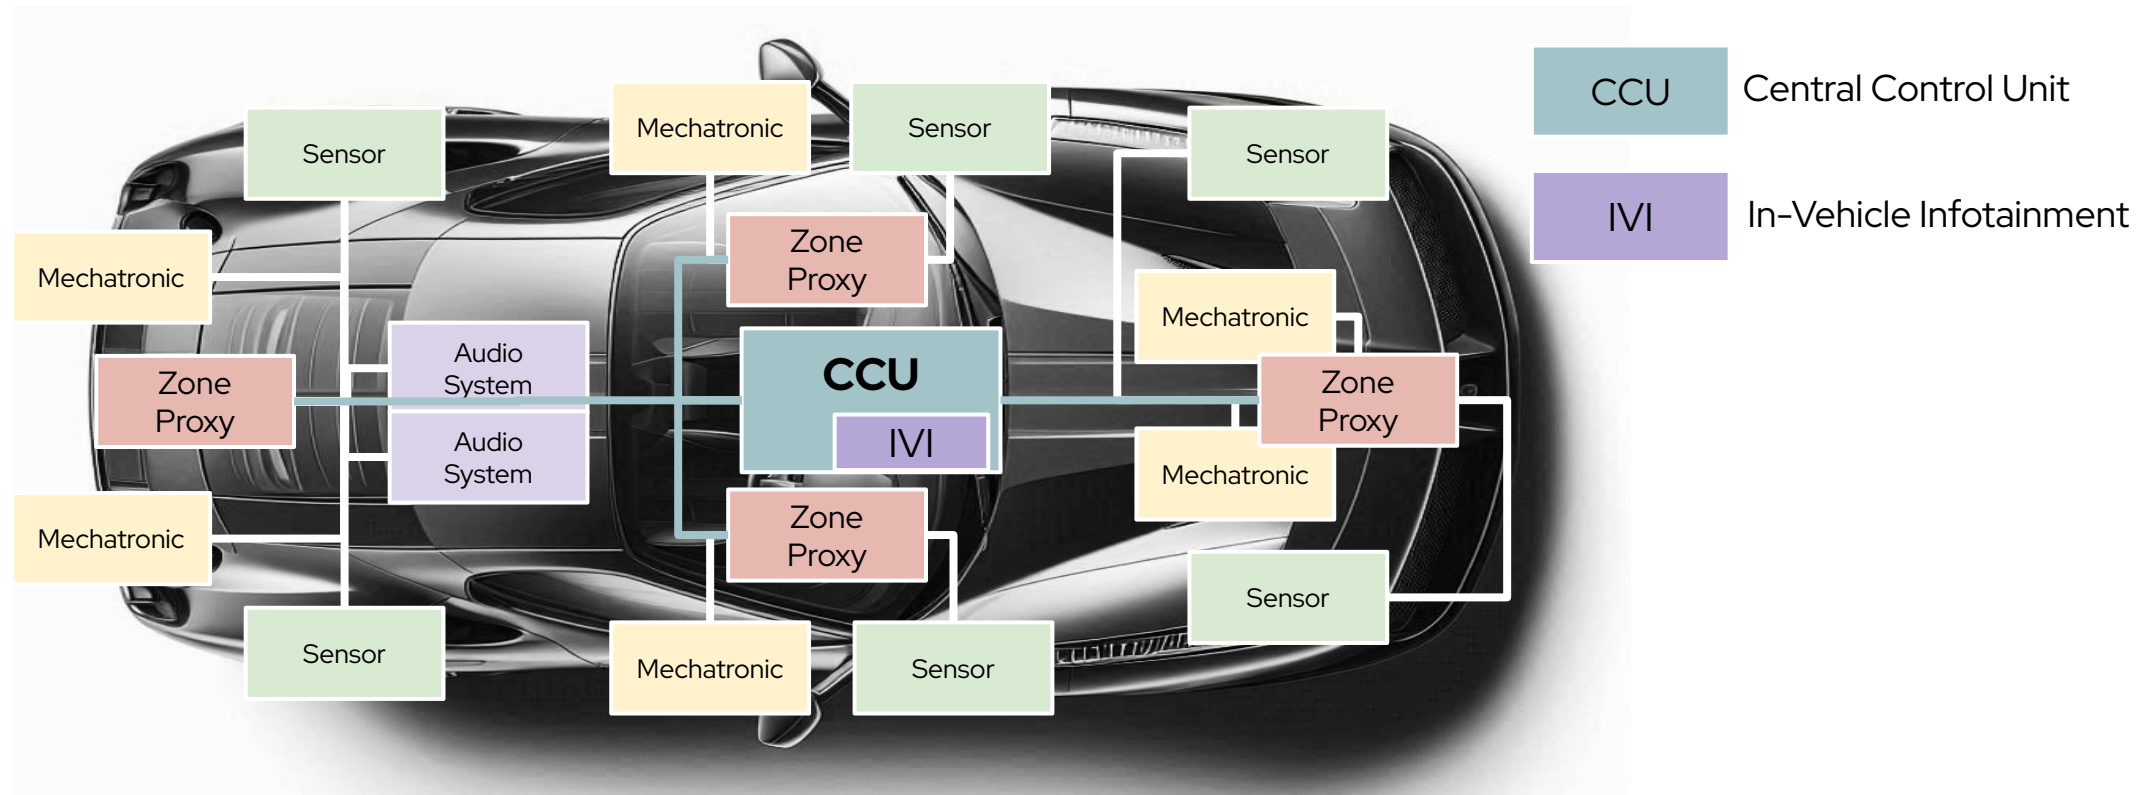 CCU
Central Control Unit
IVI
In-Vehicle Infotainment
Mechatronic
Sensor
Sensor
Sensor
Zone
Proxy
Mechatronic
Mechatronic
Audio
System
CCU
Zone
Proxy
Zone
Proxy
IVI
Audio
System
Mechatronic
Zone
Proxy
Mechatronic
Sensor
Sensor
Mechatronic
Sensor